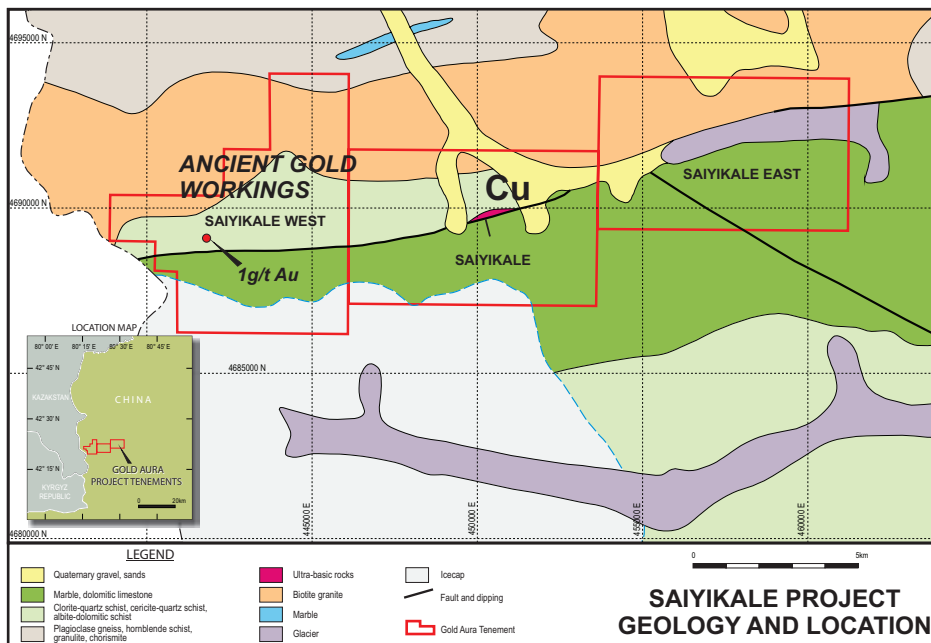 4695000 N
ANCIENT GOLD
WORKINGS
Cu
SAIYIKALE EAST
4690000 N
SAIYIKALE WEST
SAIYIKALE
1g/t Au
LOCATION MAP
80° 00' E
80° 15' E
80° 30' E
80° 45' E
42° 45' N
KAZAKSTAN
CHINA
42° 30' N
42° 15' N
GOLD AURA
PROJECT TENEMENTS
KYRGYZ
REPUBLIC
0
20km
4685000 N
4680000 N
445000 E
450000 E
455000 E
460000 E
LEGEND
Quaternary gravel, sands
Marble, dolomitic limestone
Clorite-quartz schist, cericite-quartz schist,
albite-dolomitic schist
Plagioclase gneiss, hornblende schist,
granulite, chorismite
Ultra-basic rocks
Biotite granite
Marble
Glacier
Icecap
Fault and dipping
Gold Aura Tenement
0
5km
SAIYIKALE PROJECT
GEOLOGY AND LOCATION